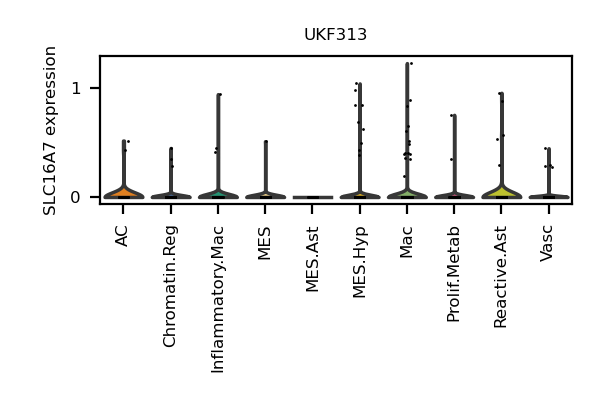 UKF313
SLC16A7 expression
1
0
AC
Chromatin.Reg
Inflammatory.Mac
MES
MES.Ast
MES.Hyp
Mac
Prolif.Metab
Reactive.Ast
Vasc